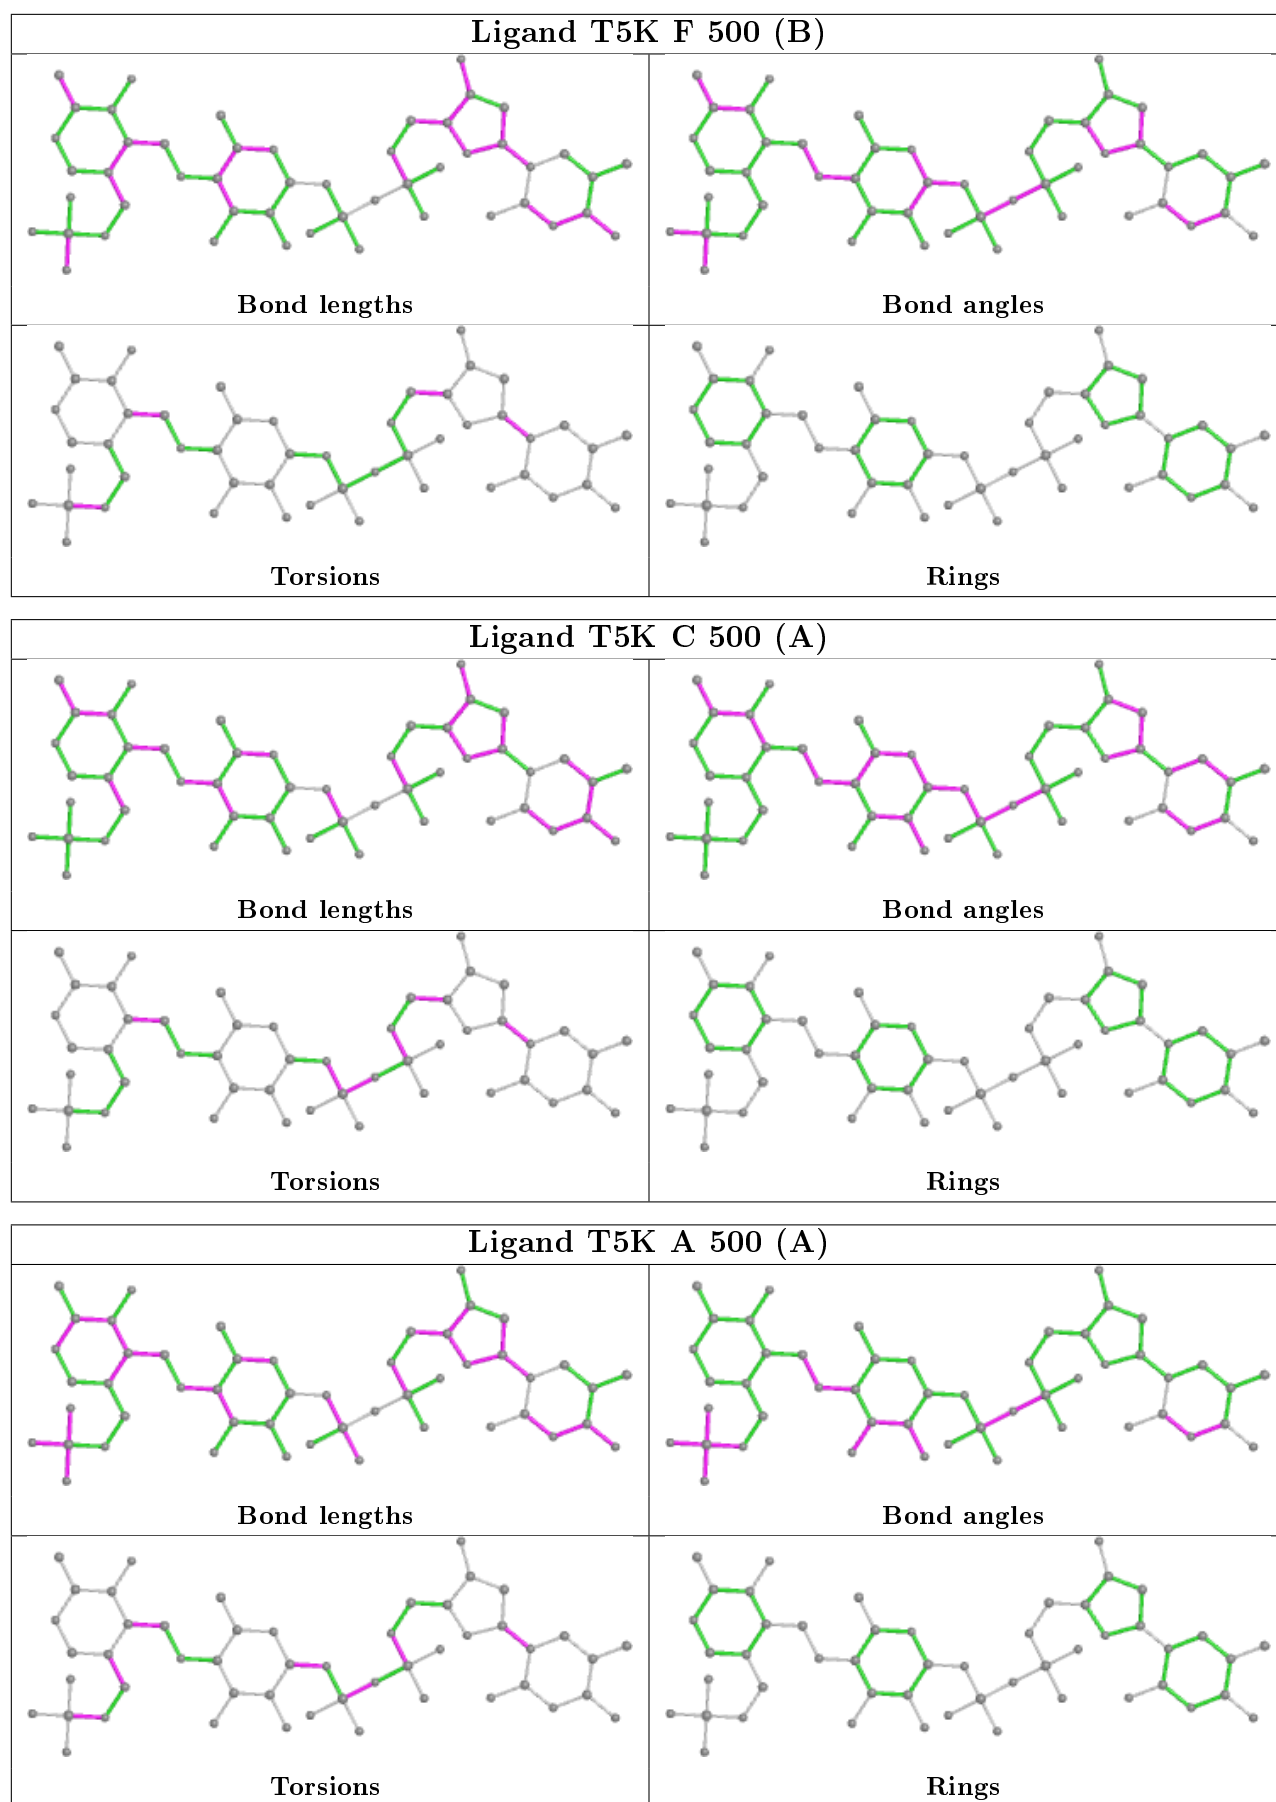 Ligand T5K F 500 (B)
Bond lengths
Bond angles
Torsions
Rings
Ligand T5K C 500 (A)
Bond lengths
Bond angles
Torsions
Rings
Ligand T5K A 500 (A)
Bond lengths
Bond angles
Torsions
Rings